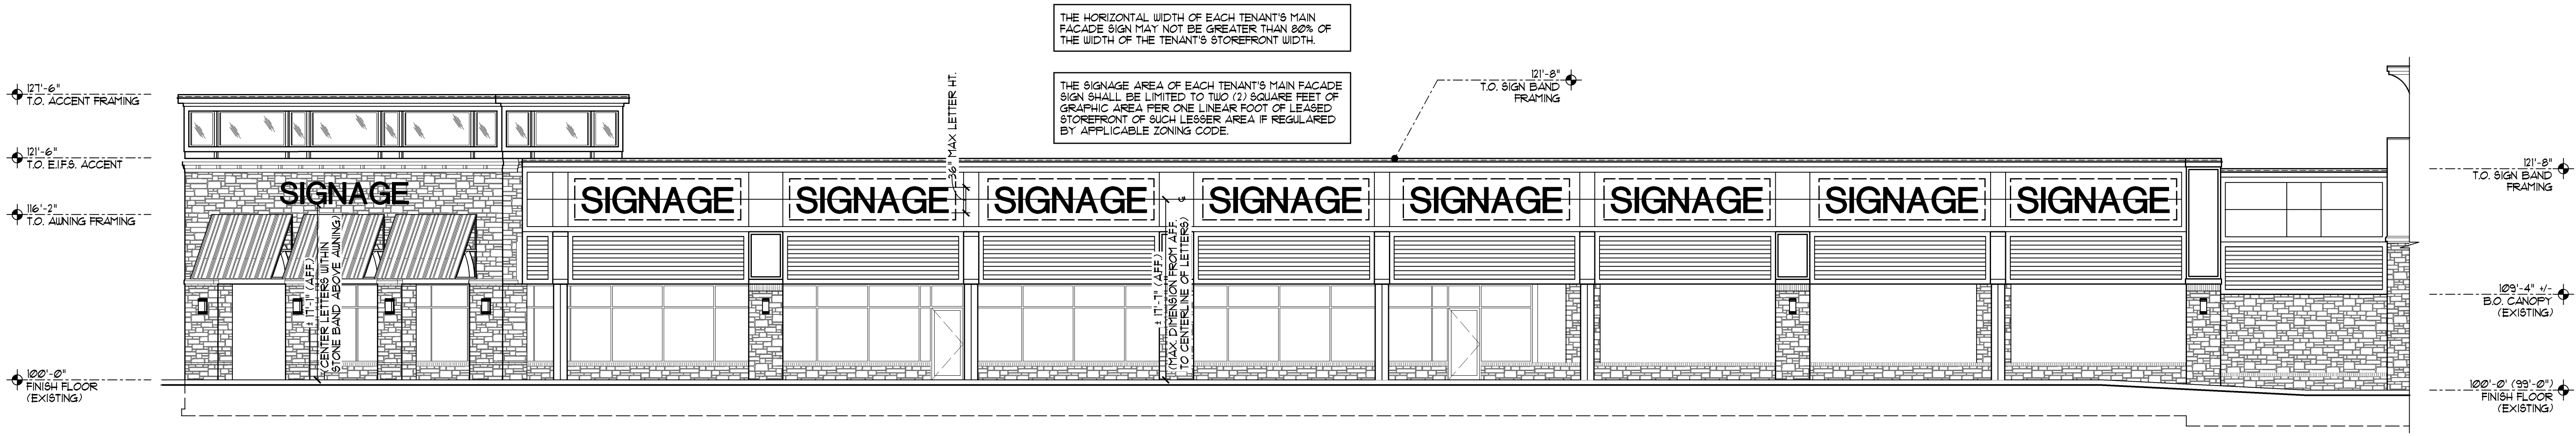 THE HORIZONTAL WIDTH OF EACH TENANT'S MAIN
FACADE SIGN MAY NOT BE GREATER THAN 80% OF
THE WIDTH OF THE TENANT'S STOREFRONT WIDTH.
THE SIGNAGE AREA OF EACH TENANT'S MAIN FACADE
SIGN SHALL BE LIMITED TO TWO (2) SQUARE FEET OF
GRAPHIC AREA PER ONE LINEAR FOOT OF LEASED
STOREFRONT OF SUCH LESSER AREA IF REGULARED
BY APPLICABLE ZONING CODE.
127'-6"
T.O. ACCENT FRAMING
121'-6"
T.O. E.I.F.S. ACCENT
116'-2"
T.O. AWNING FRAMING
100'-0"
FINISH FLOOR
(EXISTING)
SIGNAGE
± 17'-1" (AFF)
(CENTER LETTERS WITHIN
STONE BAND ABOVE AWNING)
SIGNAGE
SIGNAGE
36" MAX LETTER HT.
SIGNAGE
± 17'-7" (AFF.)
(MAX. DIMENSION FROM AFF.
TO CENTERLINE OF LETTERS)
SIGNAGE
SIGNAGE
SIGNAGE
SIGNAGE
SIGNAGE
121'-8"
T.O. SIGN BAND
FRAMING
121'-8"
T.O. SIGN BAND
FRAMING
109'-4" +/-
B.O. CANOPY
(EXISTING)
100'-0' (99'-0")
FINISH FLOOR
(EXISTING)